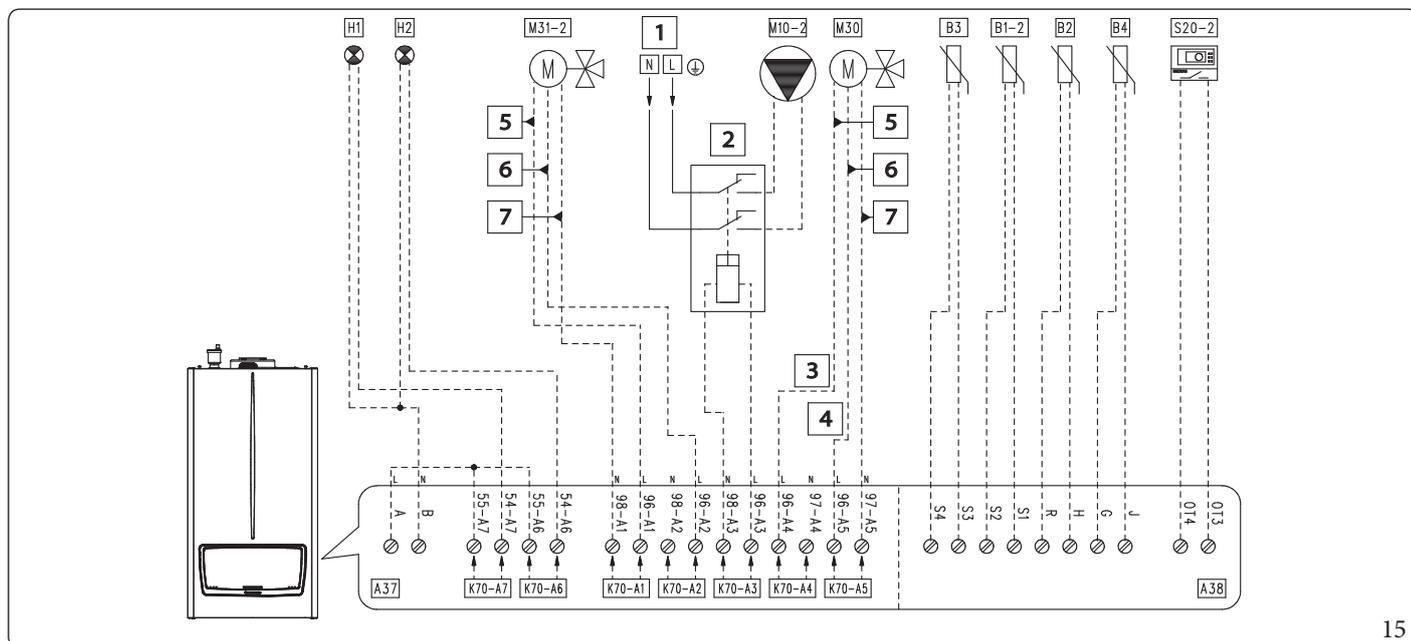 H1 H2 M31-2 1 M10-2 M30 B3 B1-2 B2 B4 S20-2
N L
M M
5 5
2
6 6
7 7
3
4
L N N L N L N L L N L N
A B 55-A7 54-A7 55-A6 54-A6 98-A1 96-A1 98-A2 96-A2 98-A3 96-A3 96-A4 97-A4 96-A5 97-A5 S4 S3 S2 S1 R H G J OT4 OT3
A37 K70-A7 K70-A6 K70-A1 K70-A2 K70-A3 K70-A4 K70-A5 A38
15